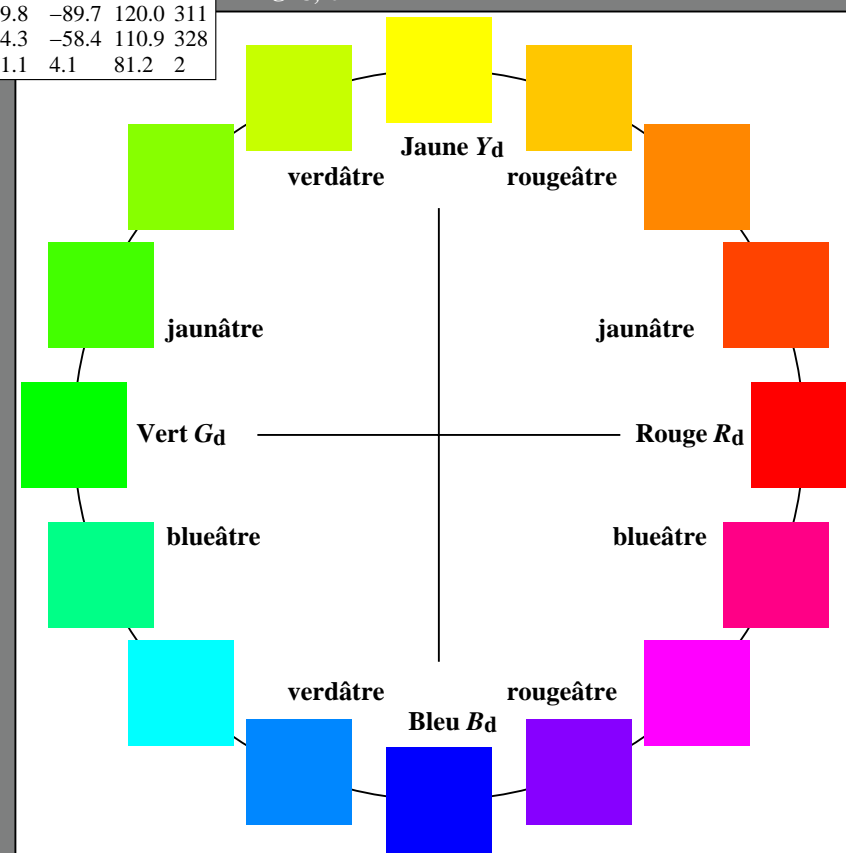 9.8 −89.7 120.0 311
4.3 −58.4 110.9 328
1.1 4.1 81.2 2
Jaune Yd
verdâtre rougeâtre
jaunâtre jaunâtre
Vert Gd Rouge Rd
blueâtre blueâtre
verdâtre rougeâtre
Bleu Bd